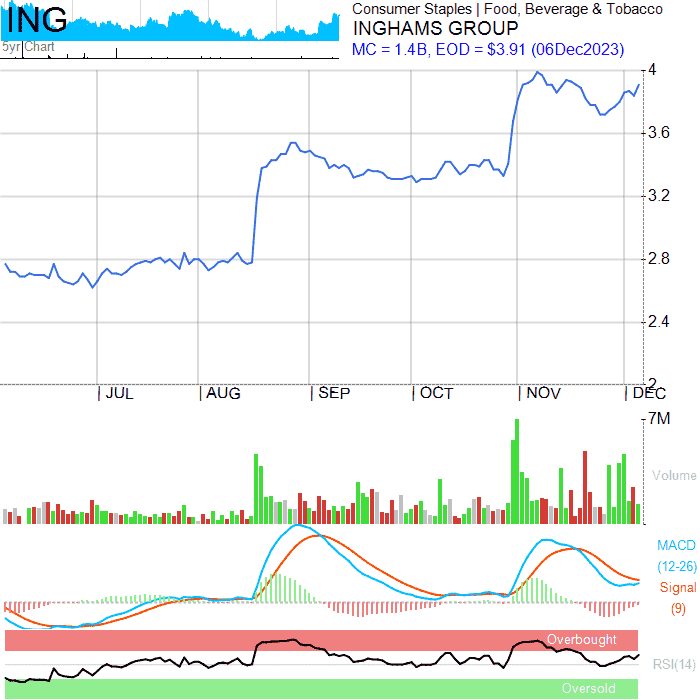 ING
5yr Chart
Consumer Staples | Food, Beverage & Tobacco
INGHAMS GROUP
MC = 1.4B, EOD = $3.91 (06Dec2023)
4
3.6
3.2
2.8
2.4
2
JUL AUG SEP OCT NOV DEC
7M
Volume
MACD
(12-26)
Signal
(9)
Overbought
RSI(14)
Oversold